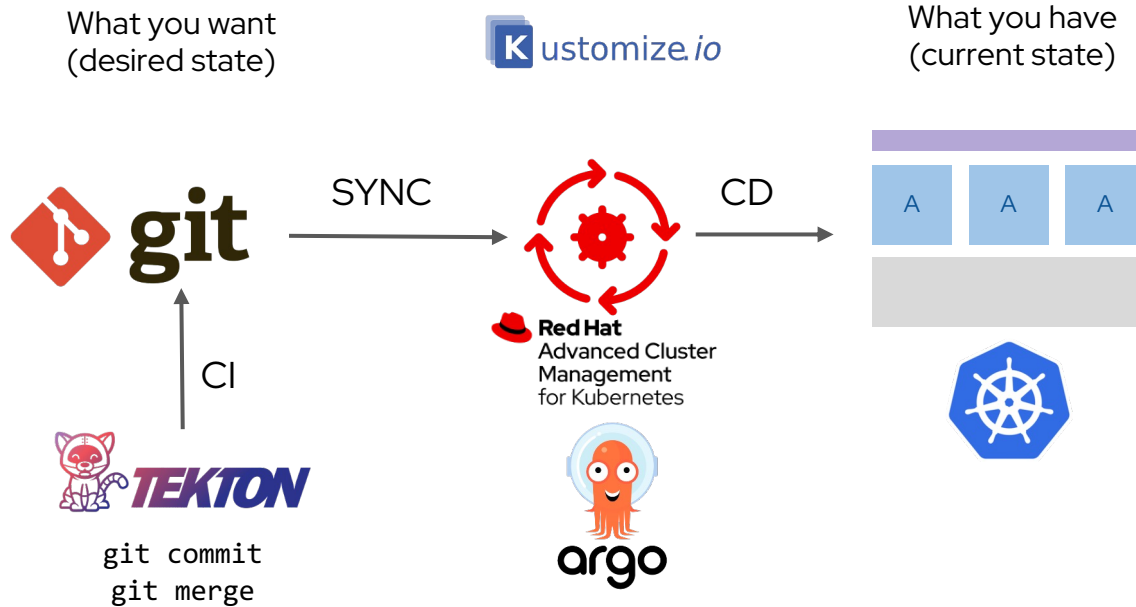 What you want
(desired state)
Kustomize.io
What you have
(current state)
git
SYNC
CD
A
A
A
Red Hat
Advanced Cluster
Management
for Kubernetes
CI
TEKTON
git commit
git merge
argo